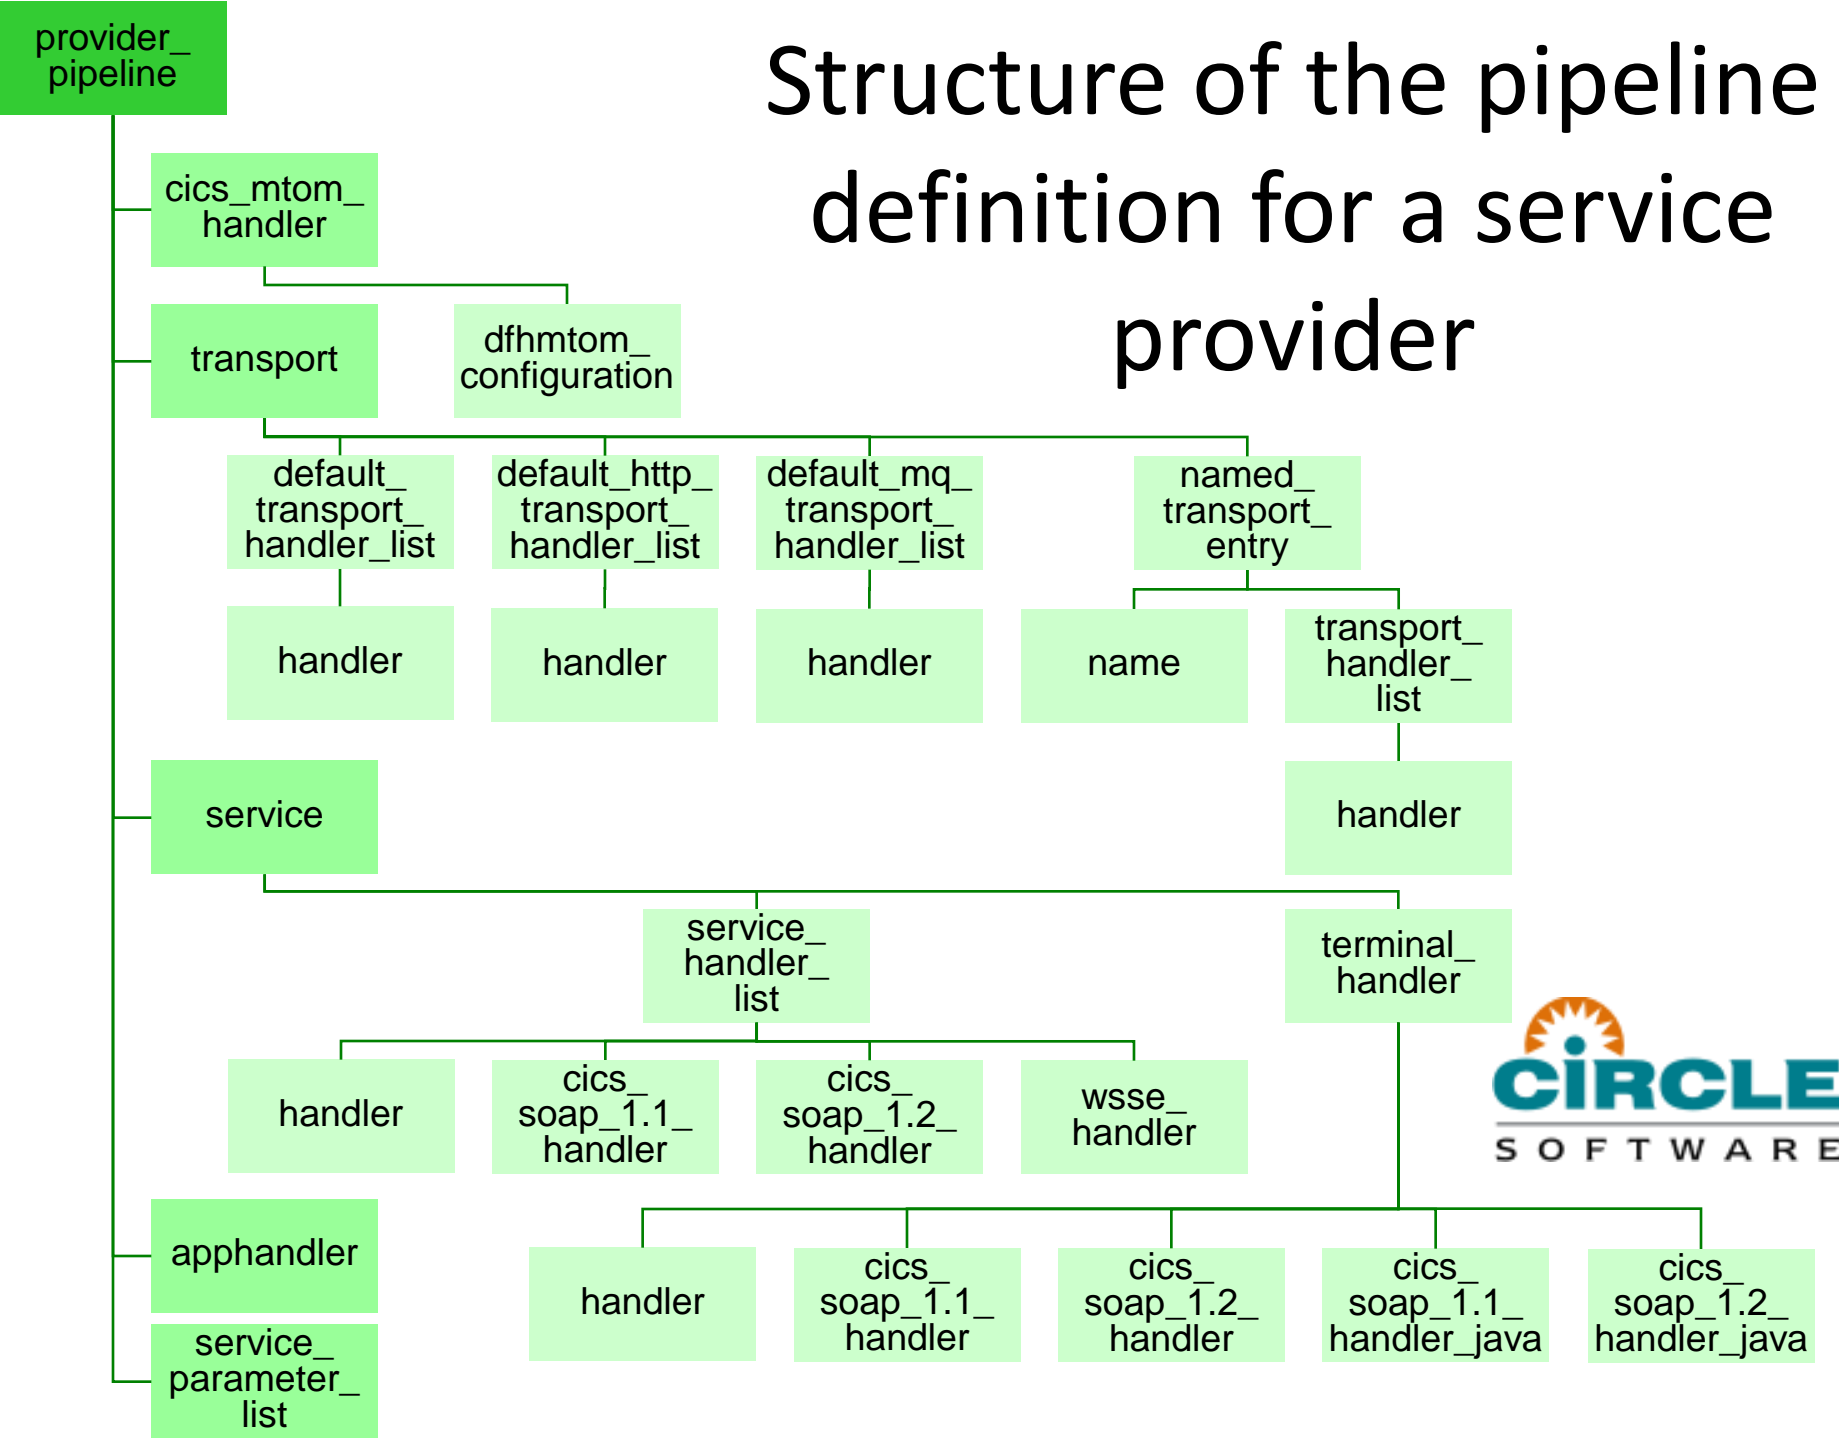 provider_
pipeline
Structure of the pipeline
definition for a service
provider
cics_mtom_
handler
transport
dfhmtom_
configuration
default_
transport_
handler_list
default_http_
transport_
handler_list
default_mq_
transport_
handler_list
named_
transport_
entry
handler
handler
handler
name
transport_
handler_
list
handler
service
service_
handler_
list
terminal_
handler
handler
cics_
soap_1.1_
handler
cics_
soap_1.2_
handler
wsse_
handler
CiRCLE
SOFTWARE
apphandler
handler
cics_
soap_1.1_
handler
cics_
soap_1.2_
handler
cics_
soap_1.1_
handler_java
cics_
soap_1.2_
handler_java
service_
parameter_
list